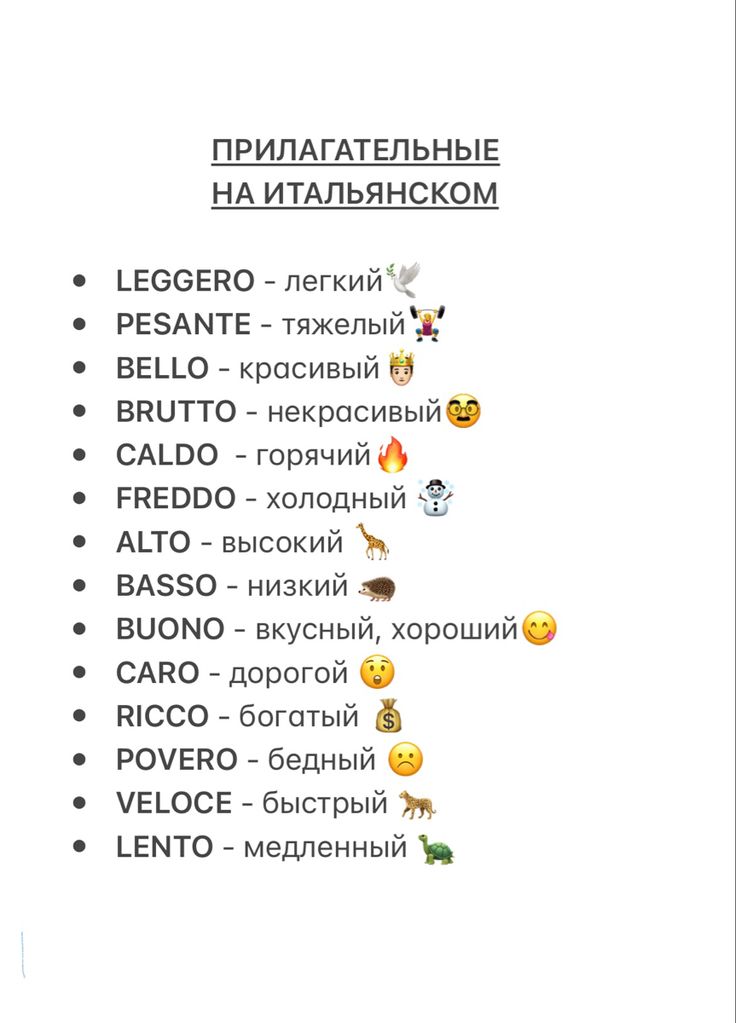 ПРИЛАГАТЕЛЬНЫЕ
НА ИТАЛЬЯНСКОМ
• LEGGERO - легкий🕊️
• PESANTE - тяжелый🏋️‍♀️
• BELLO - красивый🤴
• BRUTTO - некрасивый🥸
• CALDO - горячий🔥
• FREDDO - холодный ☃️
• ALTO - высокий 🦒
• BASSO - низкий 🦔
• BUONO - вкусный, хороший😋
• CARO - дорогой 😲
• RICCO - богатый 💰
• POVERO - бедный ☹️
• VELOCE - быстрый 🐆
• LENTO - медленный 🐢